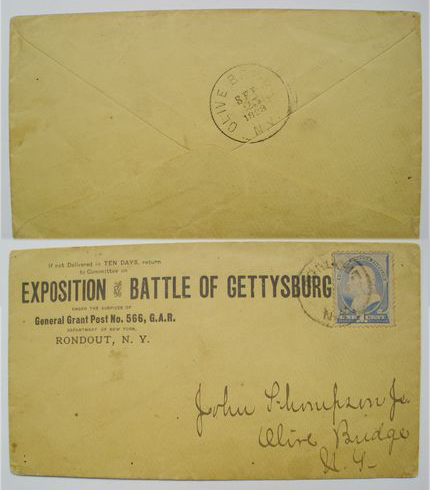 OLIVE BRIDGE
SEP
N.Y.
If not Delivered in TEN DAYS, return
to Committee on
EXPOSITION OF BATTLE OF GETTYSBURG
UNDER THE AUSPICES OF
General Grant Post No. 566, G.A.R.
DEPARTMENT OF NEW YORK,
RONDOUT, N. Y.
John Thompson Jr
Olive Bridge
N.Y.